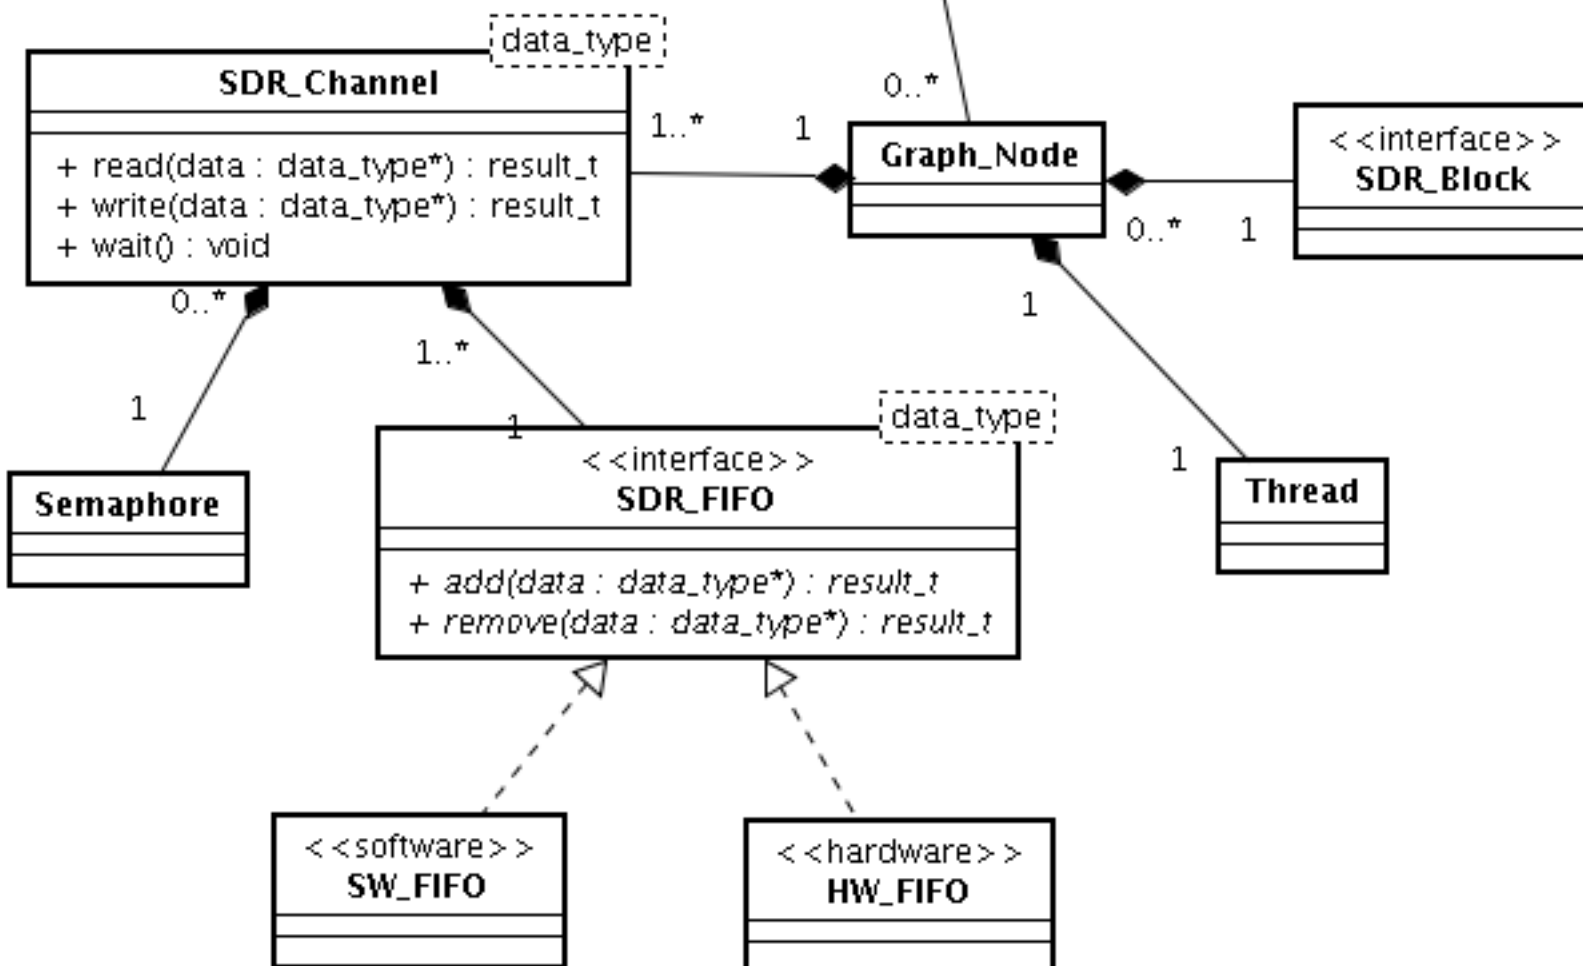 data_type
SDR_Channel
+ read(data : data_type*) : result_t
+ write(data : data_type*) : result_t
+ wait() : void
1..*
1
0..*
Graph_Node
<<interface>>
SDR_Block
0..*
1
0..*
1
1..*
1
1
1
Semaphore
data_type
<<interface>>
SDR_FIFO
+ add(data : data_type*) : result_t
+ remove(data : data_type*) : result_t
Thread
<<software>>
SW_FIFO
<<hardware>>
HW_FIFO